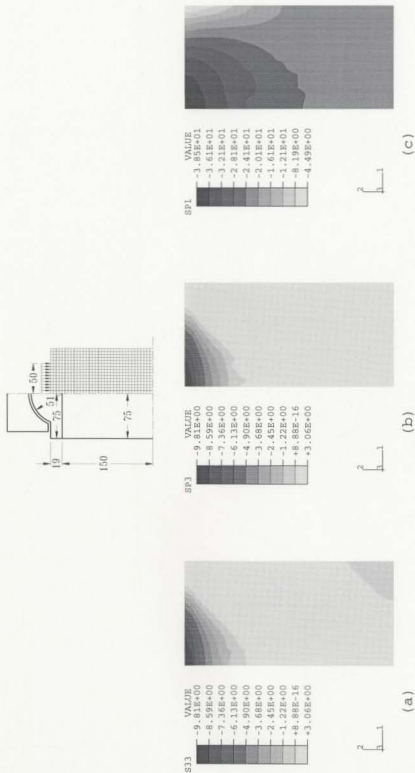 50
51
75
75
19
150
S33 VALUE
-9.81E+00
-8.59E+00
-7.36E+00
-6.13E+00
-4.90E+00
-3.68E+00
-2.45E+00
-1.22E+00
+8.88E-16
+3.06E+00
2
3 1
(a)
SP3 VALUE
-9.81E+00
-8.59E+00
-7.36E+00
-6.13E+00
-4.90E+00
-3.68E+00
-2.45E+00
-1.22E+00
+8.88E-16
+3.06E+00
2
3 1
(b)
SP1 VALUE
-3.85E+01
-3.61E+01
-3.21E+01
-2.81E+01
-2.41E+01
-2.01E+01
-1.61E+01
-1.21E+01
-8.19E+00
-4.49E+00
2
3 1
(c)